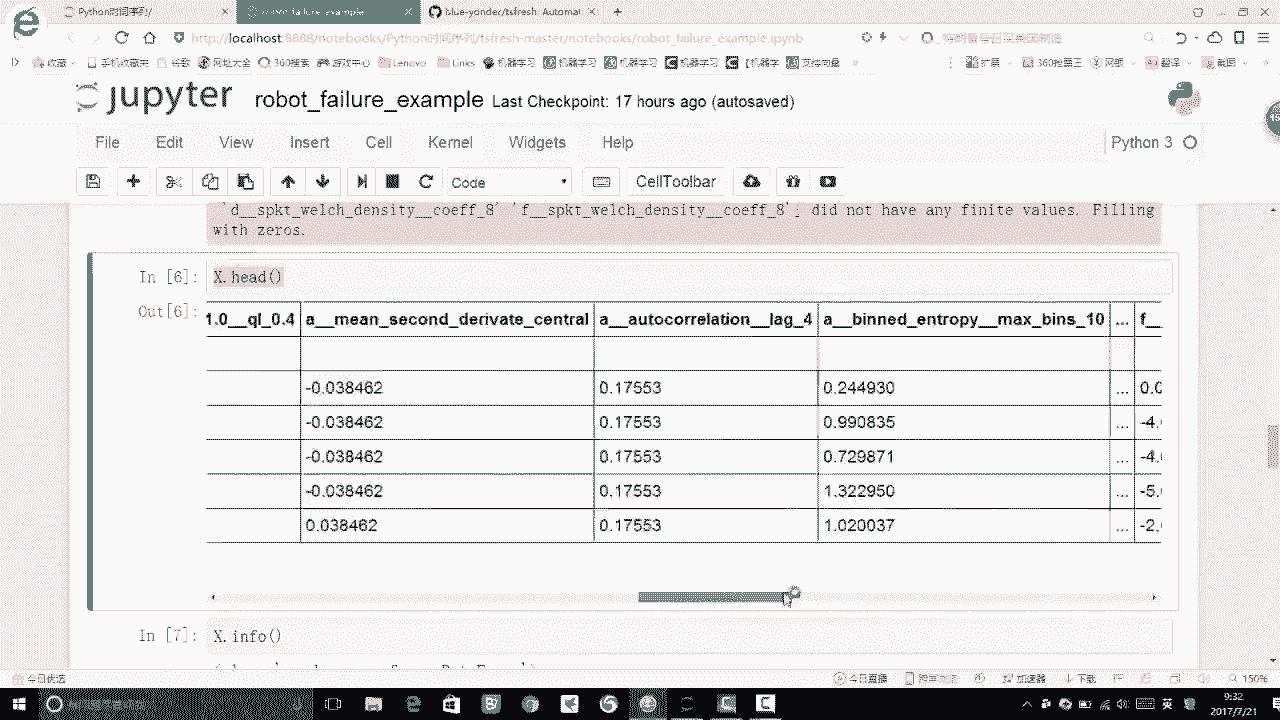 Python时间序列/
robot_failure_example
blue-yonder/tsfresh: Automati
http://localhost:8888/notebooks/Python时间序列/tsfresh-master/notebooks/robot_failure_example.ipynb
收藏 手机收藏夹 谷歌 网址大全 360搜索 游戏中心 Lenovo Links 机器学习 机器学习 机器学习 机器学习 【机器学 支持向量
扩展 360抢票王 网银 翻译 截图
jupyter robot_failure_example Last Checkpoint: 17 hours ago (autosaved)
File Edit View Insert Cell Kernel Widgets Help Python 3
Code CellToolbar
'd__spkt_welch_density__coeff_8' 'f__spkt_welch_density__coeff_8'] did not have any finite values. Filling
with zeros.
In [6]: X.head()
Out[6]:
1.0__ql_0.4 a__mean_second_derivate_central a__autocorrelation__lag_4 a__binned_entropy__max_bins_10 ... f__
-0.038462 0.17553 0.244930 ... 0.0
-0.038462 0.17553 0.990835 ... -4.
-0.038462 0.17553 0.729871 ... -4.
-0.038462 0.17553 1.322950 ... -5.
0.038462 0.17553 1.020037 ... -2.
In [7]: X.info()
今日优选
今日直播 加速器 下载 150%
英
9:32
2017/7/21